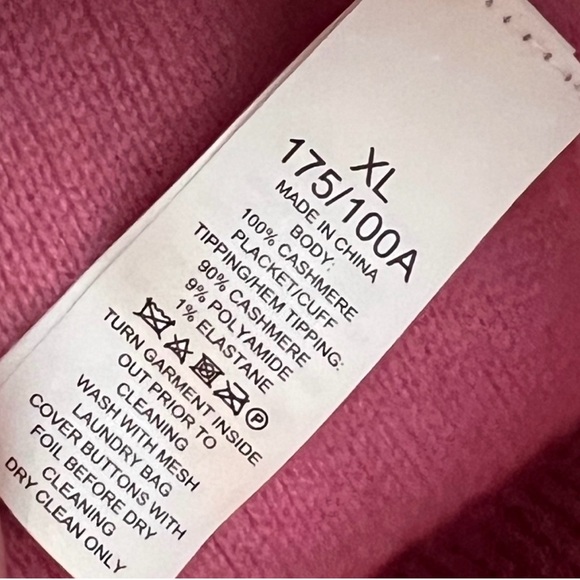 XL
175/100A
MADE IN CHINA
BODY:
100% CASHMERE
PLACKET/CUFF
TIPPING/HEM TIPPING:
90% CASHMERE
9% POLYAMIDE
1% ELASTANE
P
TURN GARMENT INSIDE
OUT PRIOR TO
CLEANING
WASH WITH MESH
LAUNDRY BAG
COVER BUTTONS WITH
FOIL BEFORE DRY
CLEANING
DRY CLEAN ONLY